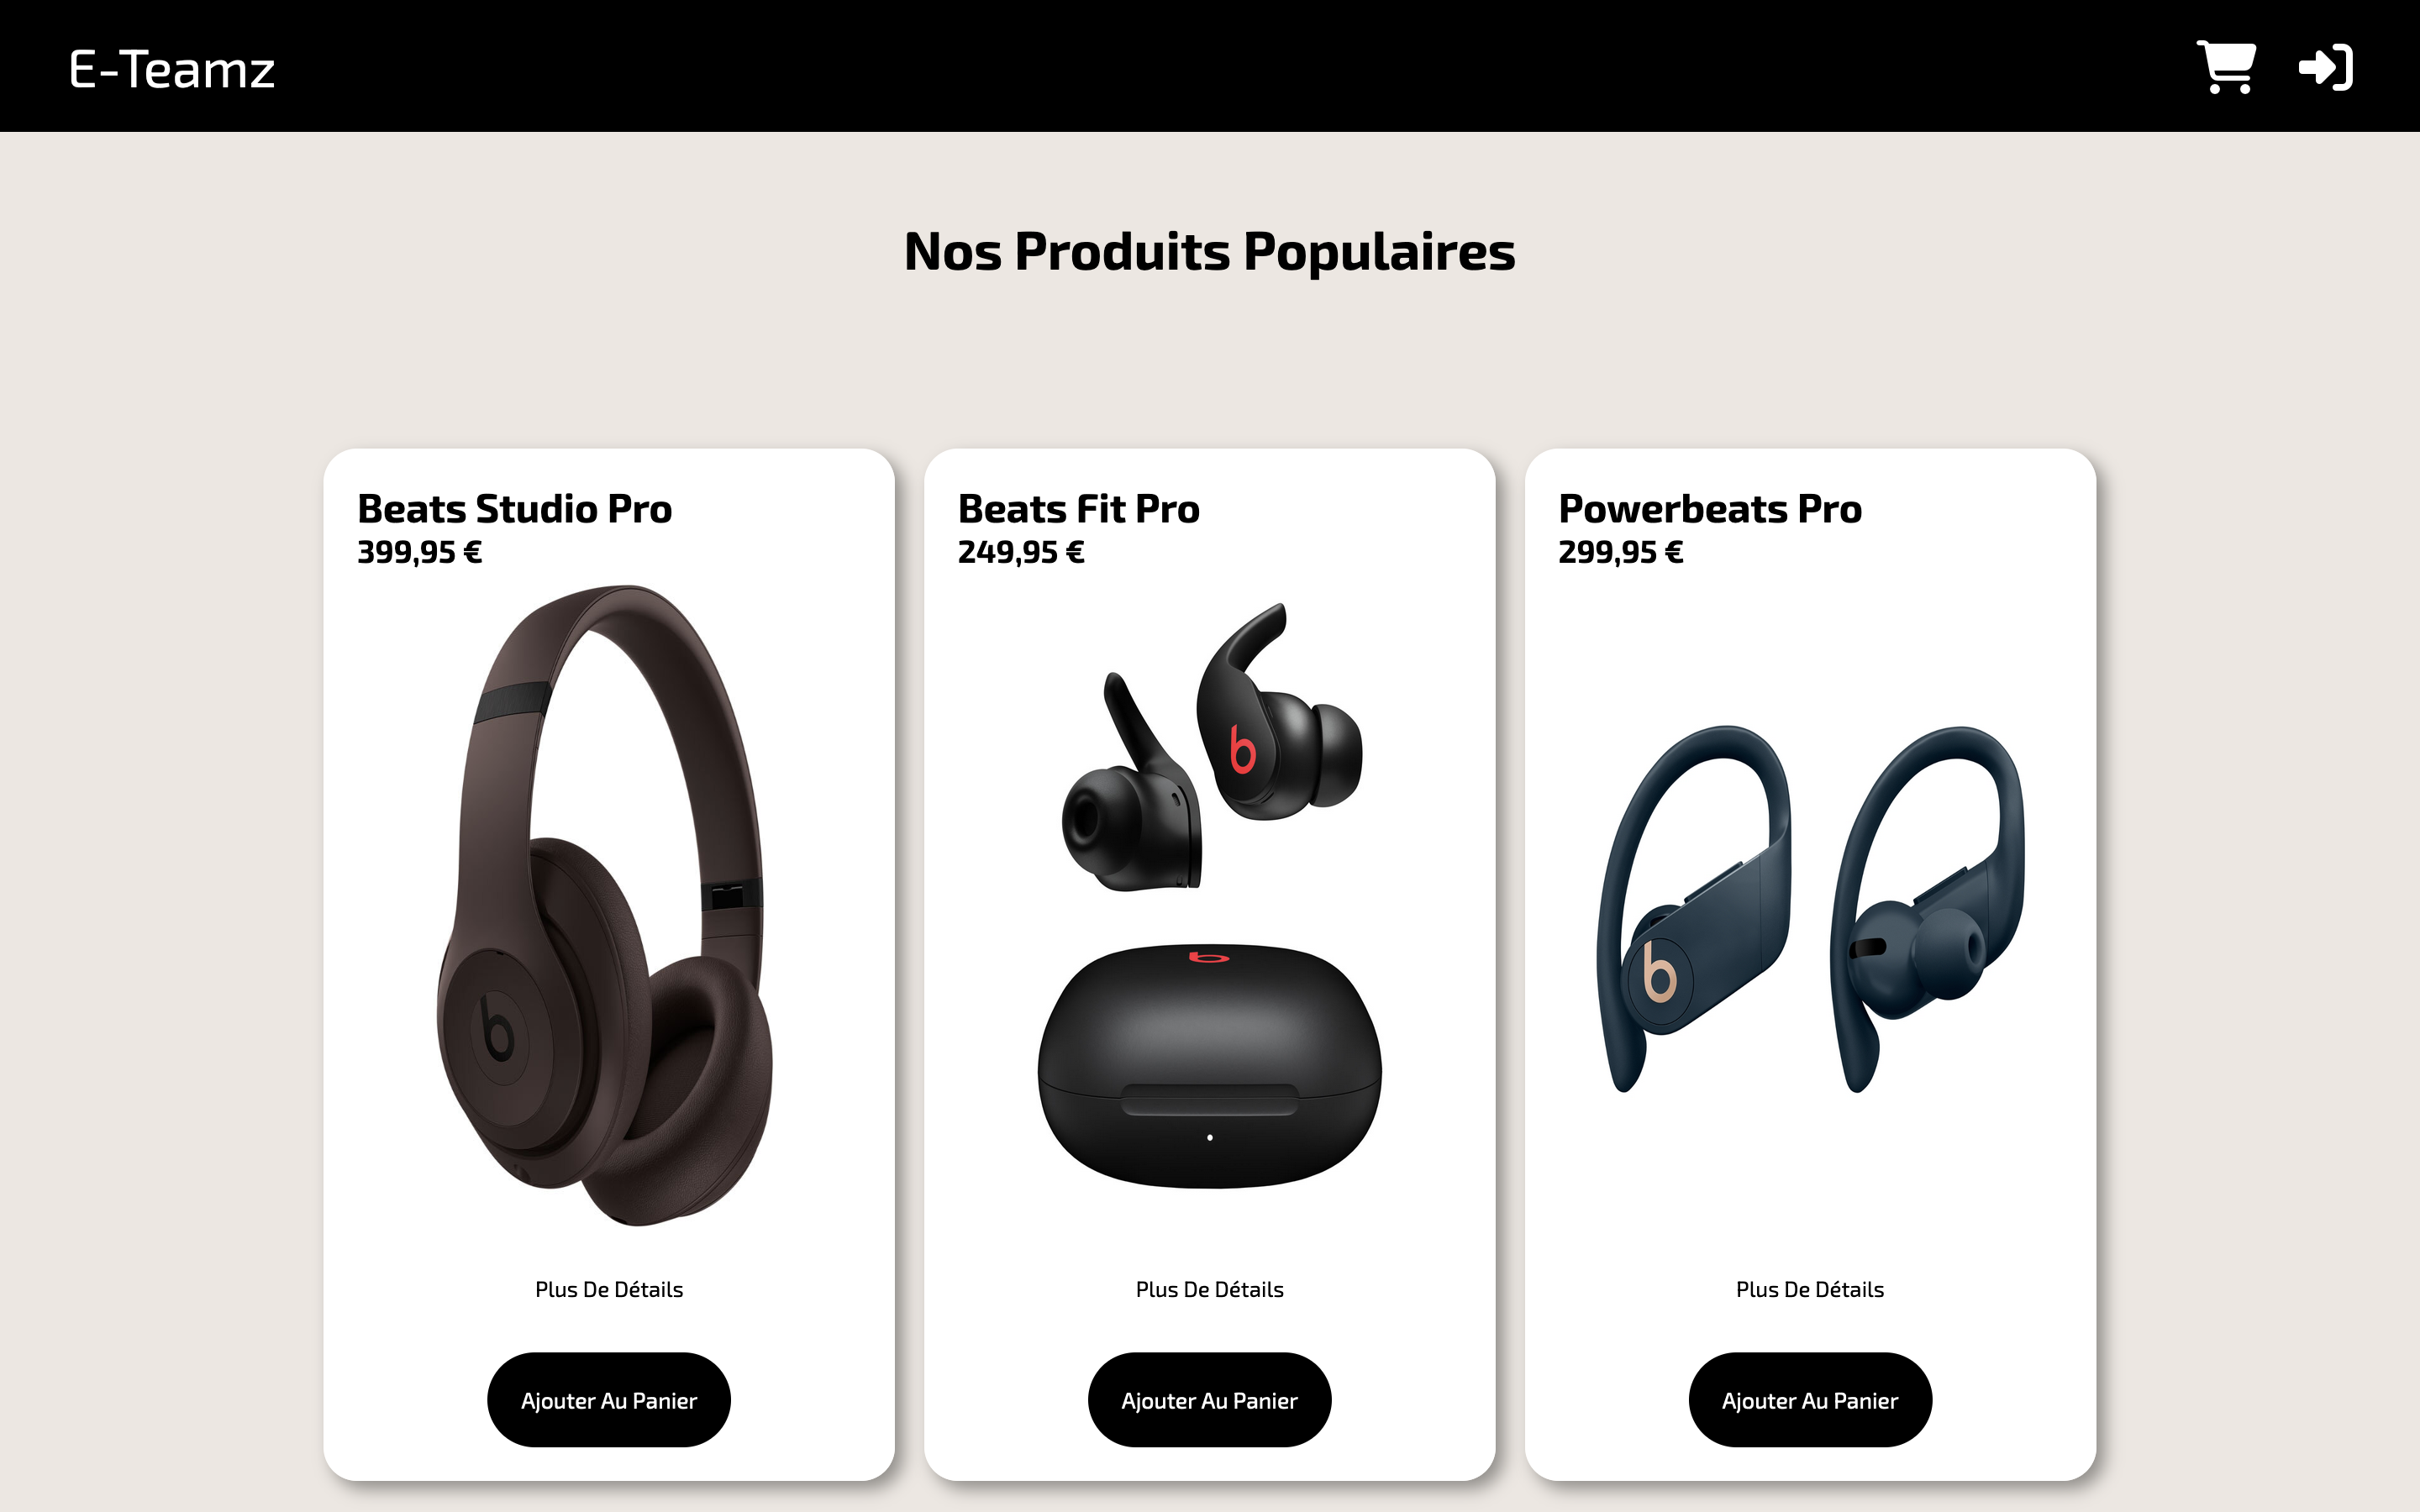 E-Teamz
Nos Produits Populaires
Beats Studio Pro
399,95 €
Plus De Détails
Ajouter Au Panier
Beats Fit Pro
249,95 €
Plus De Détails
Ajouter Au Panier
Powerbeats Pro
299,95 €
Plus De Détails
Ajouter Au Panier